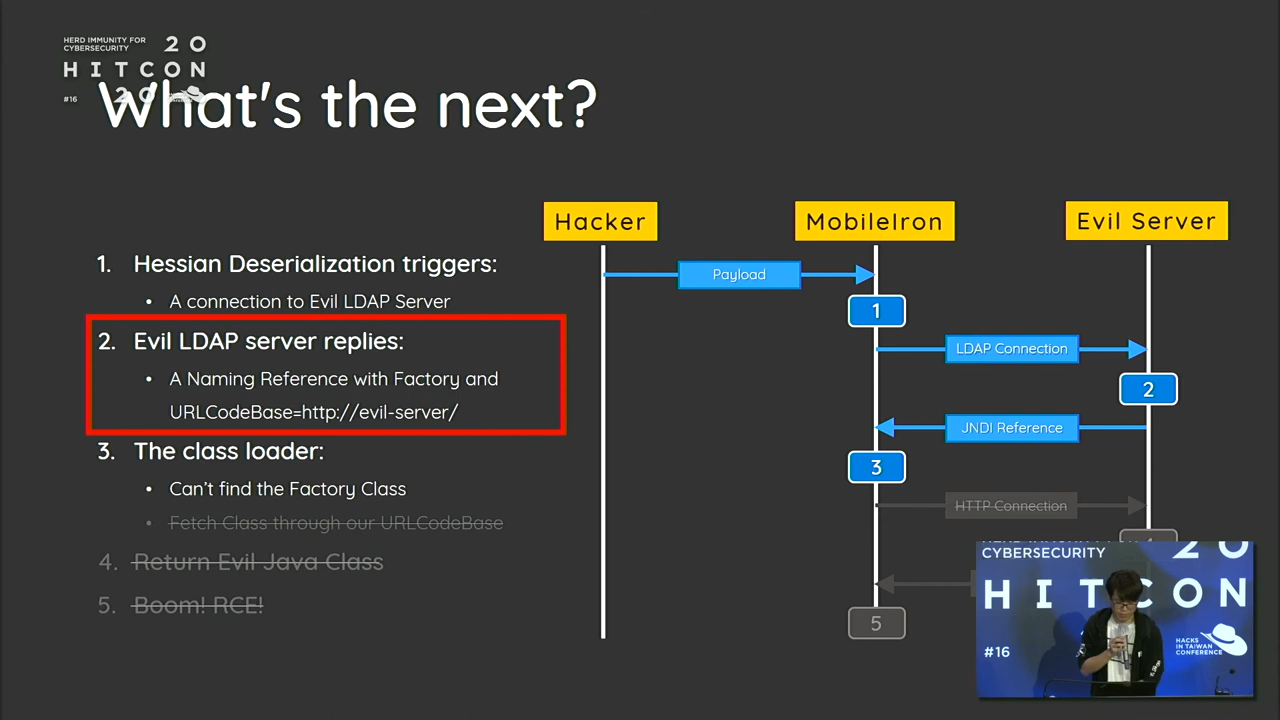 HERD IMMUNITY FOR
CYBERSECURITY
20
HITCON
#16
20
What's the next?
Hacker
MobileIron
Evil Server
1. Hessian Deserialization triggers:
• A connection to Evil LDAP Server
2. Evil LDAP server replies:
• A Naming Reference with Factory and
URLCodeBase=http://evil-server/
3. The class loader:
• Can't find the Factory Class
• Fetch Class through our URLCodeBase
4. Return Evil Java Class
5. Boom! RCE!
Payload
1
LDAP Connection
2
JNDI Reference
3
HTTP Connection
5
CYBERSECURITY
20
HITCON
#16
HACKS
IN TAIWAN
CONFERENCE